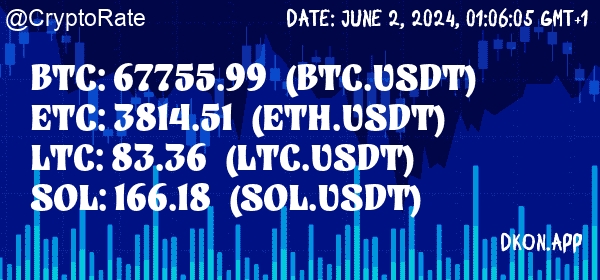 @CryptoRate
DATE: JUNE 2, 2024, 01:06:05 GMT+1
BTC: 67755.99 (BTC.USDT)
ETC: 3814.51 (ETH.USDT)
LTC: 83.36 (LTC.USDT)
SOL: 166.18 (SOL.USDT)
DKON.APP